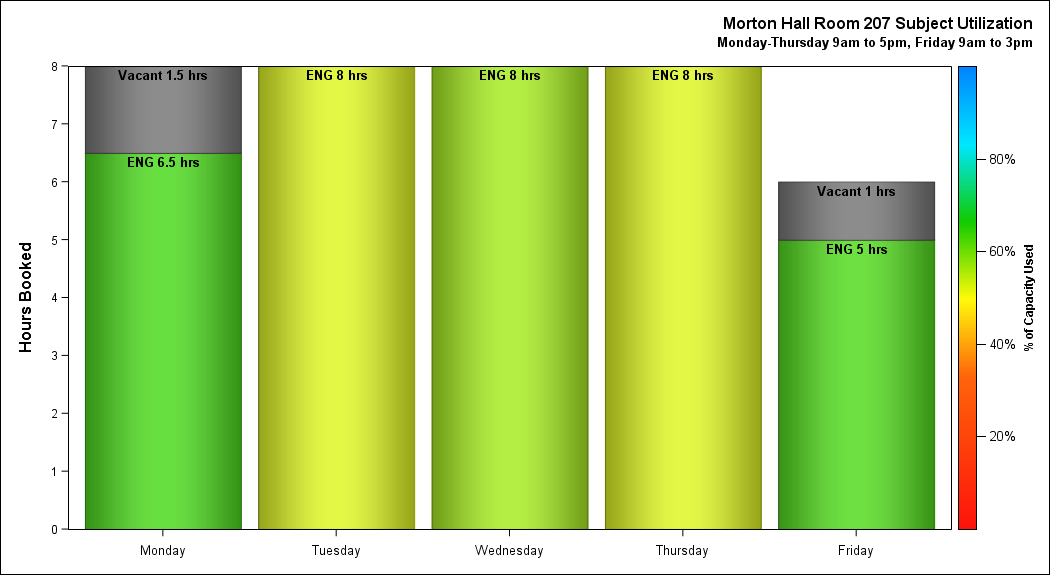 Morton Hall Room 207 Subject Utilization
Monday-Thursday 9am to 5pm, Friday 9am to 3pm
Hours Booked
8
7
6
5
4
3
2
1
0
Vacant 1.5 hrs
ENG 6.5 hrs
ENG 8 hrs
ENG 8 hrs
ENG 8 hrs
Vacant 1 hrs
ENG 5 hrs
Monday
Tuesday
Wednesday
Thursday
Friday
80%
60%
40%
20%
% of Capacity Used